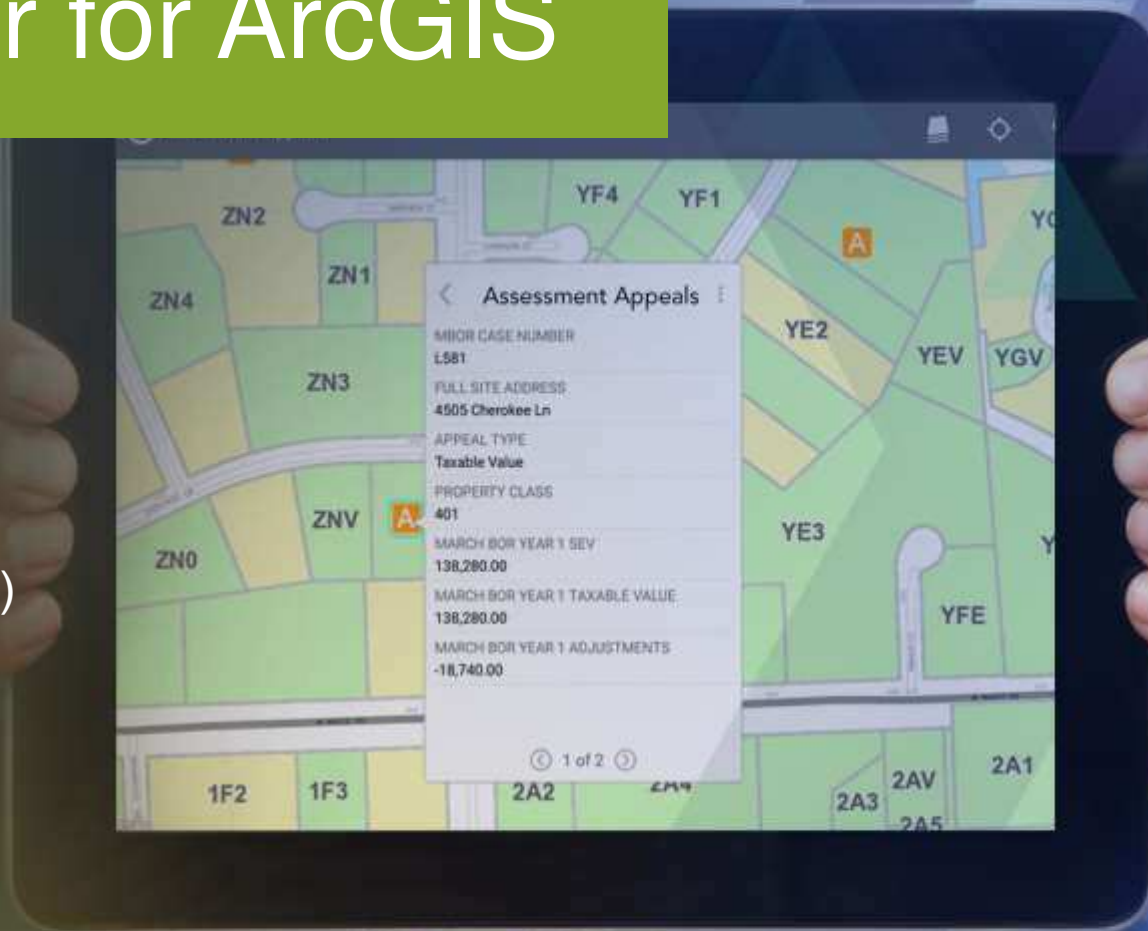 r for ArcGIS
ZN2
YF4
YF1
A
ZN1
ZN4
Assessment Appeals
MBOR CASE NUMBER
L581
YE2
YEV
YGV
ZN3
FULL SITE ADDRESS
4505 Cherokee Ln
APPEAL TYPE
Taxable Value
PROPERTY CLASS
401
ZNV
A
YE3
ZN0
MARCH BOR YEAR 1 SEV
138,280.00
)
MARCH BOR YEAR 1 TAXABLE VALUE
138,280.00
YFE
MARCH BOR YEAR 1 ADJUSTMENTS
-18,740.00
1 of 2
1F2
1F3
2A2
2A4
2A3
2AV
2A1
2A5